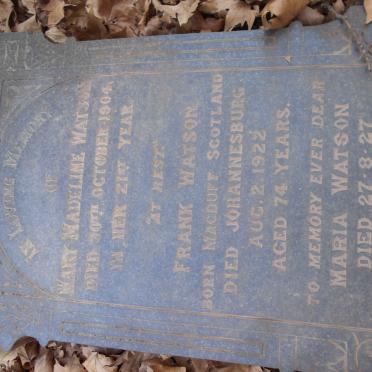 IN LOVING MEMORY
OF
MARY MADELINE WATSON
DIED 30TH OCTOBER 1904,
IN HER 21ST YEAR.
AT REST.
FRANK WATSON
BORN MACDUFF SCOTLAND
DIED JOHANNESBURG
AUG. 2. 1922
AGED 74 YEARS.
TO MEMORY EVER DEAR
MARIA WATSON
DIED 27·8·27